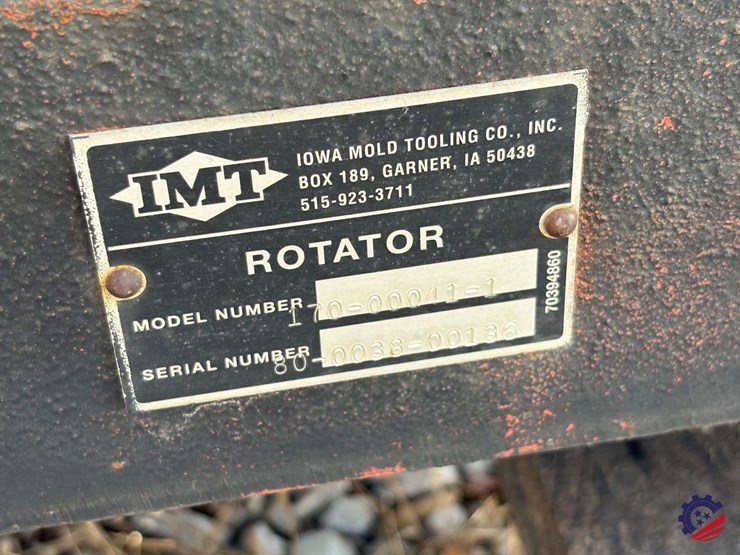 IMT
IOWA MOLD TOOLING CO., INC.
BOX 189, GARNER, IA 50438
515-923-3711
ROTATOR
MODEL NUMBER 170-00041-1
SERIAL NUMBER 80-0038-00136
70394860